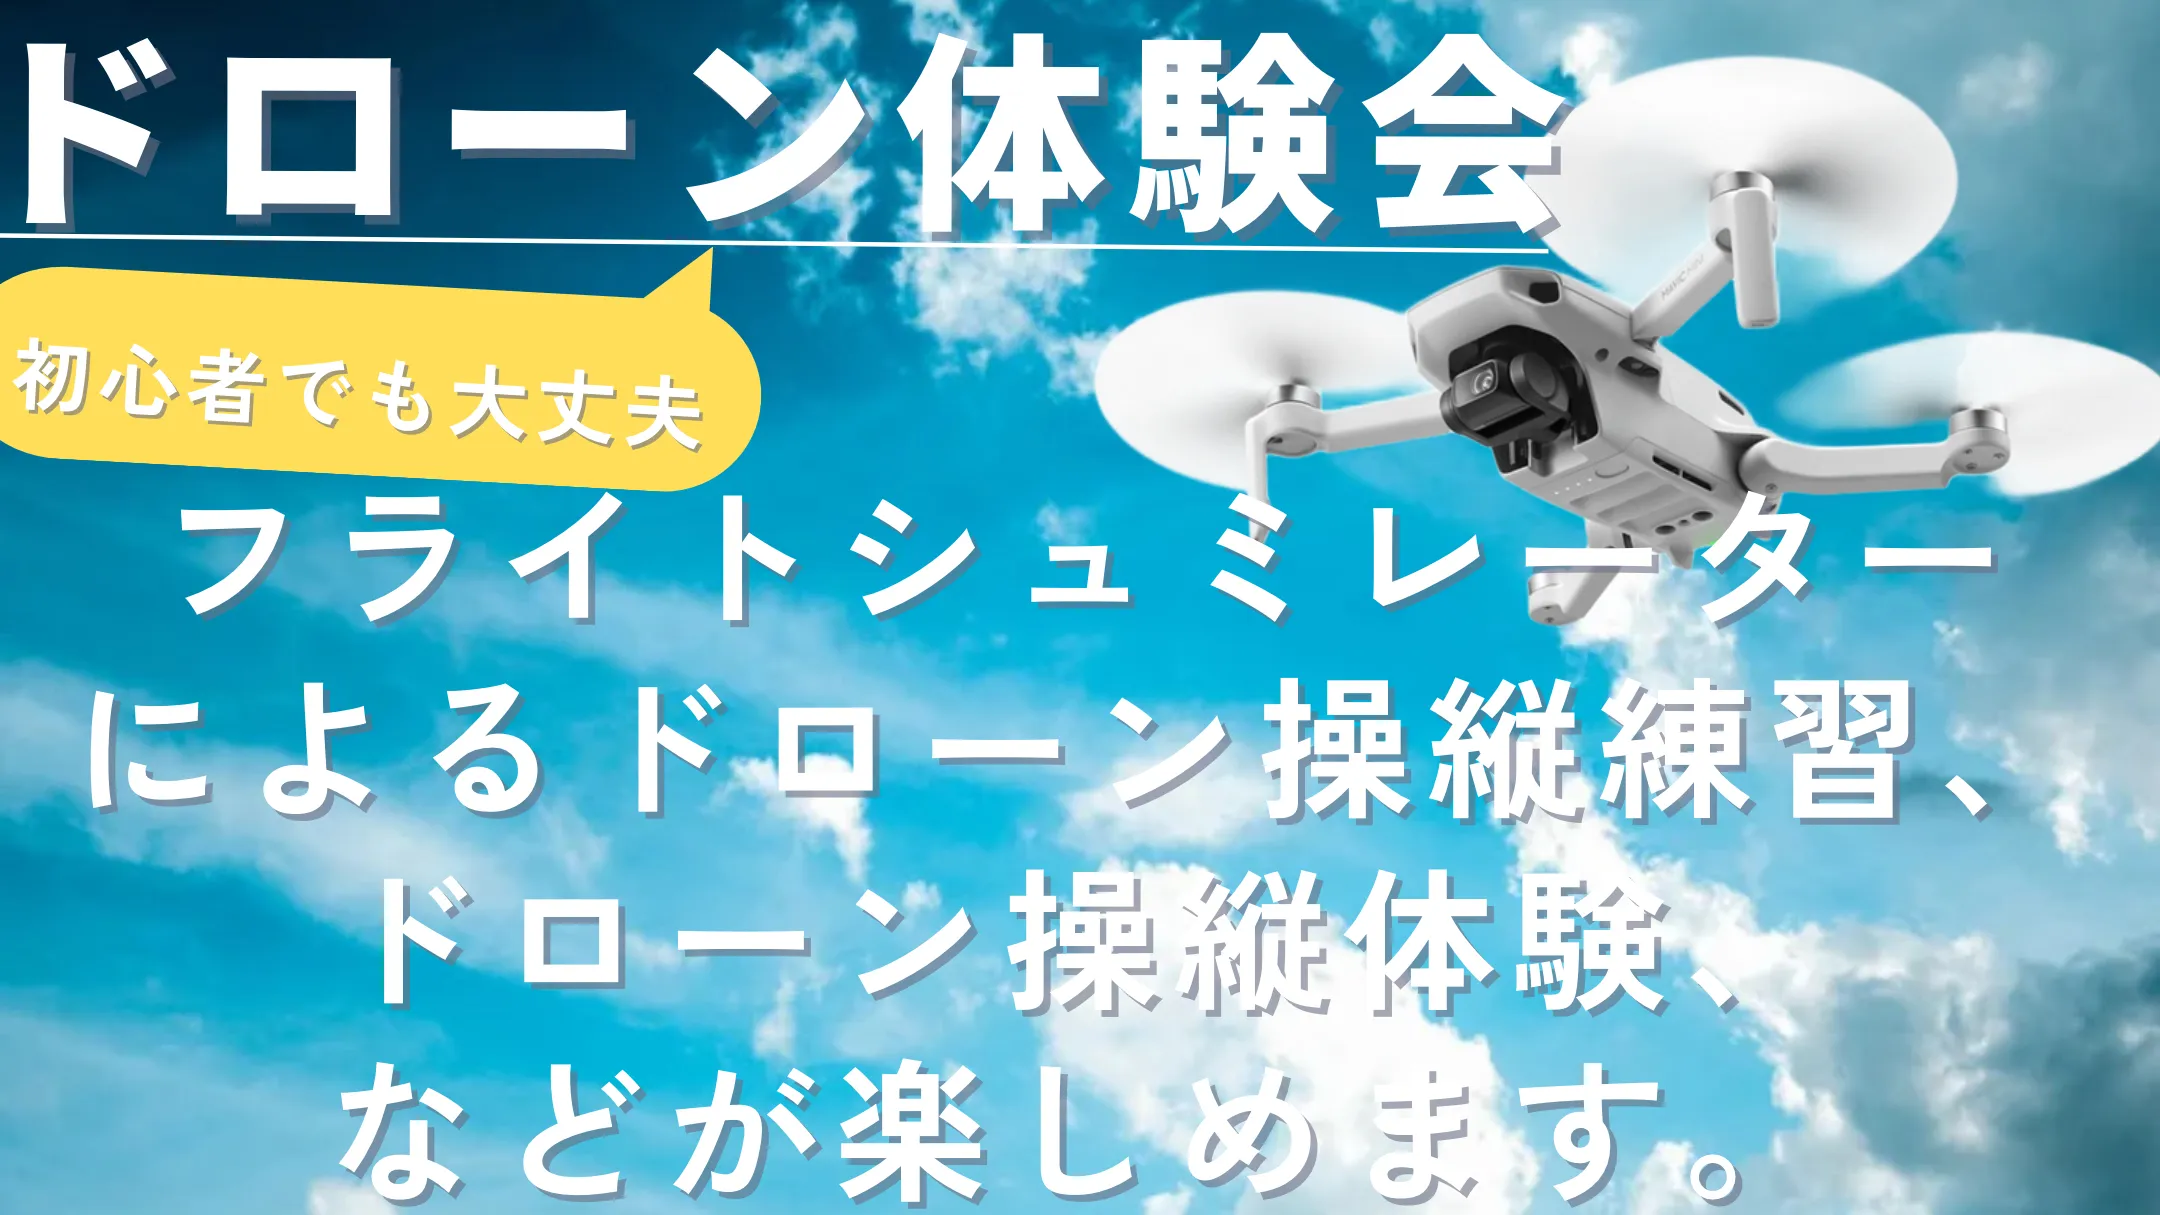 ドローン体験会
初心者でも大丈夫
フライトシュミレーター
によるドローン操縦練習、
ドローン操縦体験、
などが楽しめます。